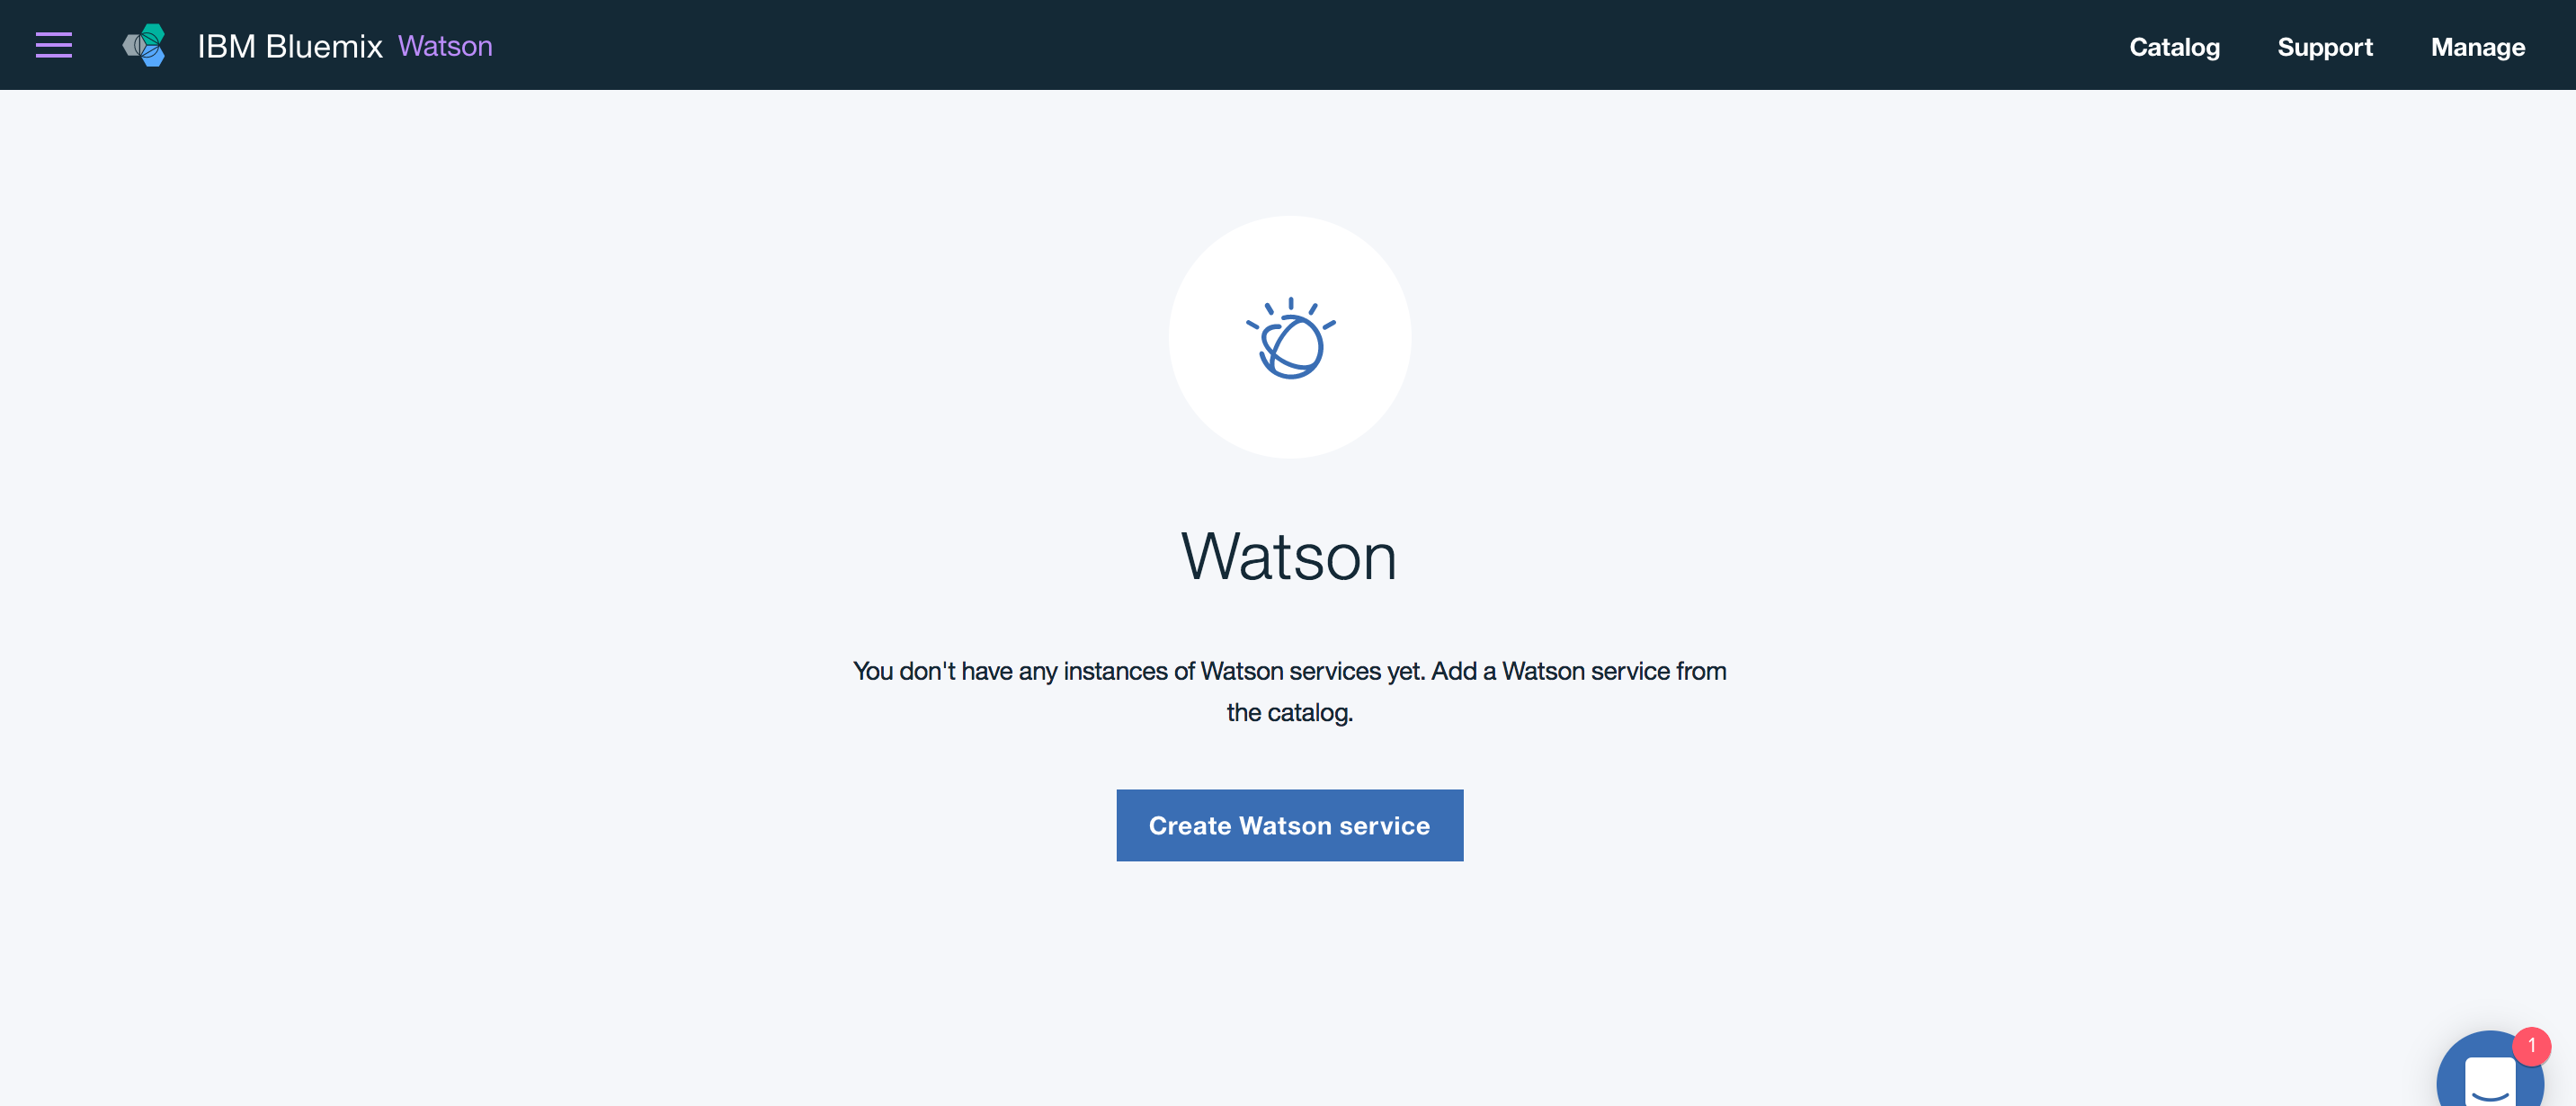 IBM Bluemix Watson
Catalog Support Manage
Watson
You don't have any instances of Watson services yet. Add a Watson service from
the catalog.
Create Watson service
1